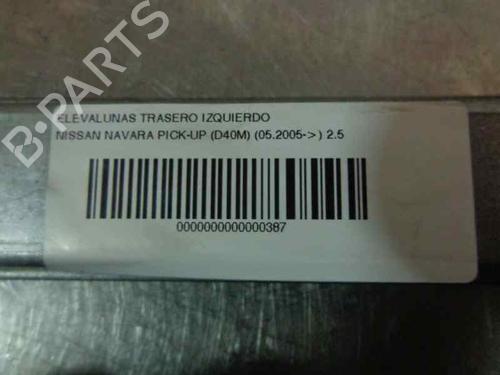 ELEVALUNAS TRASERO IZQUIERDO
NISSAN NAVARA PICK-UP (D40M) (05.2005->) 2.5
0000000000000387
B-PARTS